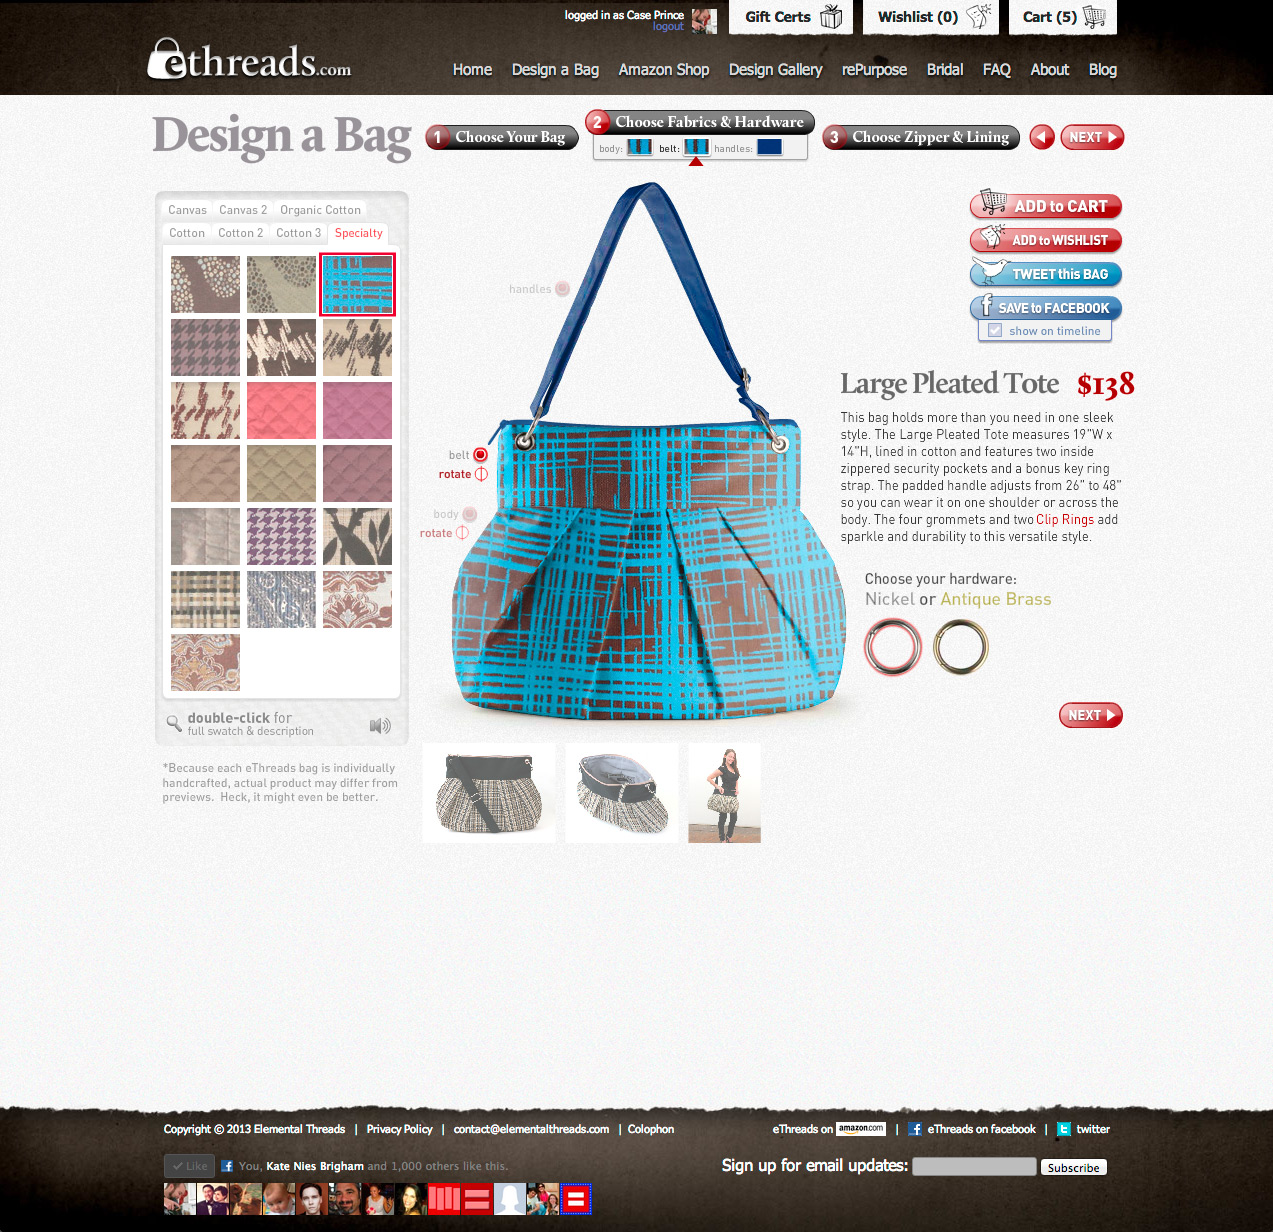 logged in as Case Prince
logout
Gift Certs
Wishlist (0)
Cart (5)
ethreads.com
Home
Design a Bag
Amazon Shop
Design Gallery
rePurpose
Bridal
FAQ
About
Blog
Design a Bag
1 Choose Your Bag
2 Choose Fabrics & Hardware
body: belt: handles:
3 Choose Zipper & Lining
NEXT
Canvas Canvas 2 Organic Cotton
Cotton Cotton 2 Cotton 3 Specialty
double-click for
full swatch & description
*Because each eThreads bag is individually
handcrafted, actual product may differ from
previews. Heck, it might even be better.
handles
belt
rotate
body
rotate
ADD to CART
ADD to WISHLIST
TWEET this BAG
f SAVE to FACEBOOK
show on timeline
Large Pleated Tote $138
This bag holds more than you need in one sleek
style. The Large Pleated Tote measures 19"W x
14"H, lined in cotton and features two inside
zippered security pockets and a bonus key ring
strap. The padded handle adjusts from 26" to 48"
so you can wear it on one shoulder or across the
body. The four grommets and two Clip Rings add
sparkle and durability to this versatile style.
Choose your hardware:
Nickel or Antique Brass
NEXT
Copyright © 2013 Elemental Threads | Privacy Policy | contact@elementalthreads.com | Colophon
eThreads on amazon.com | f eThreads on facebook | t twitter
Like f You, Kate Nies Brigham and 1,000 others like this.
Sign up for email updates: Subscribe